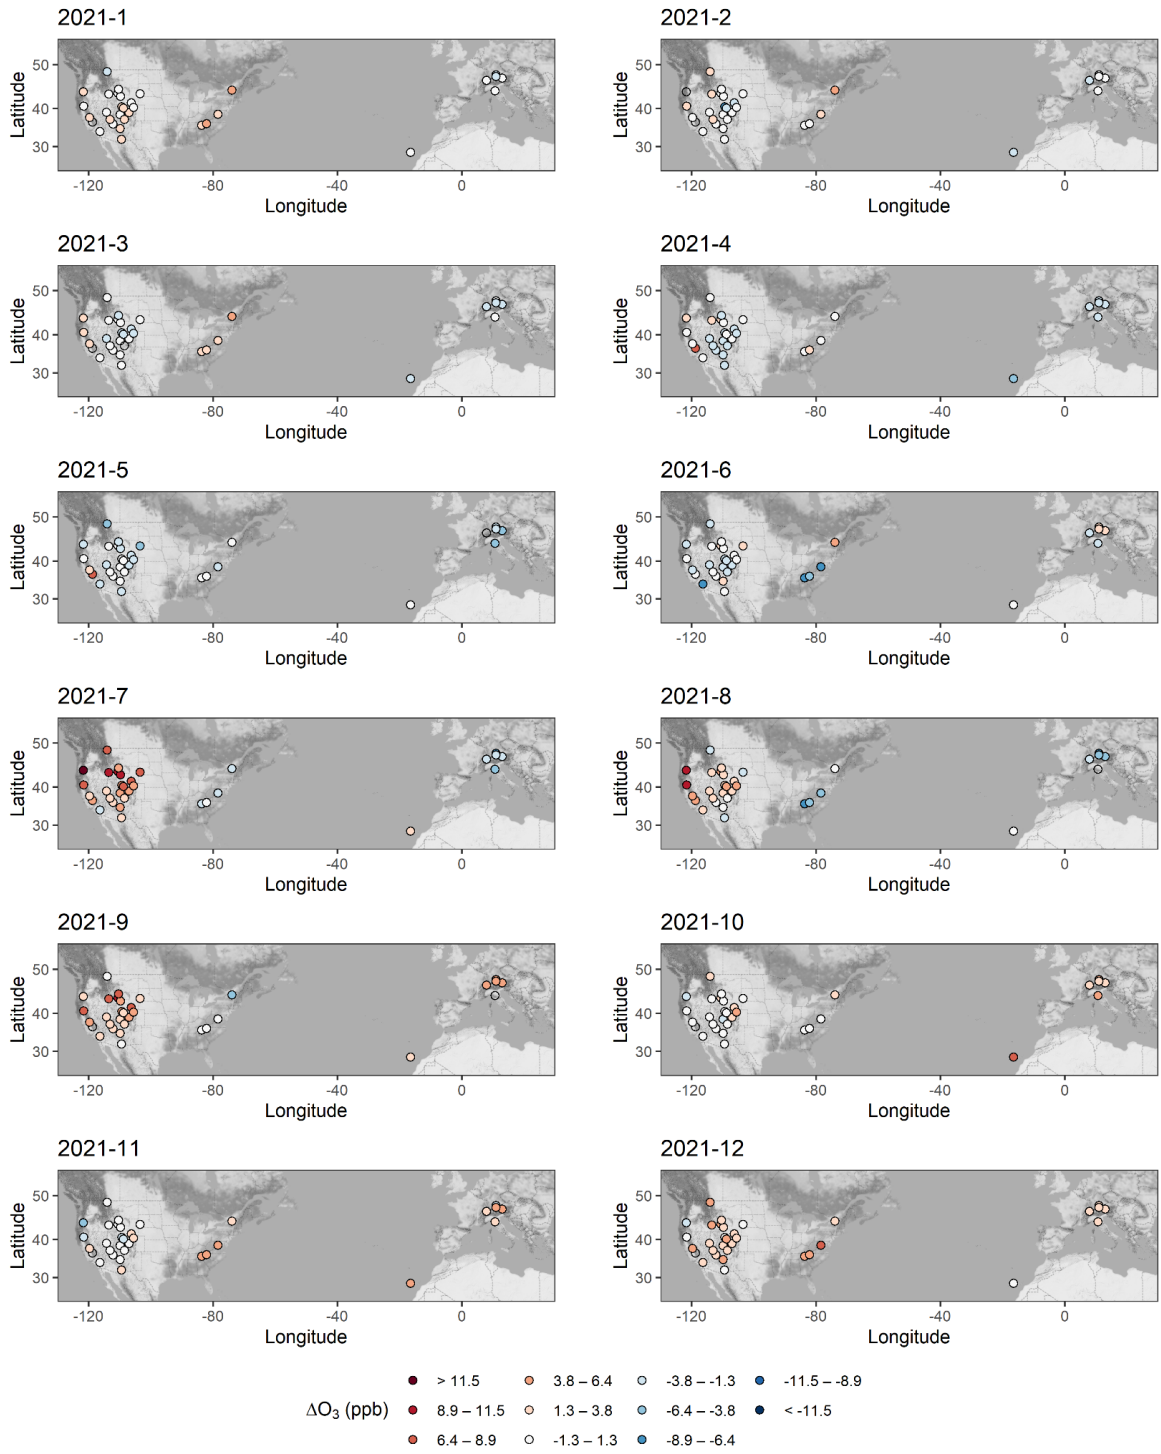 2021-1
2021-2
50
40
30
Latitude
-120
-80
-40
0
Longitude
50
40
30
Latitude
-120
-80
-40
0
Longitude
2021-3
2021-4
50
40
30
Latitude
-120
-80
-40
0
Longitude
50
40
30
Latitude
-120
-80
-40
0
Longitude
2021-5
2021-6
50
40
30
Latitude
-120
-80
-40
0
Longitude
50
40
30
Latitude
-120
-80
-40
0
Longitude
2021-7
2021-8
50
40
30
Latitude
-120
-80
-40
0
Longitude
50
40
30
Latitude
-120
-80
-40
0
Longitude
2021-9
2021-10
50
40
30
Latitude
-120
-80
-40
0
Longitude
50
40
30
Latitude
-120
-80
-40
0
Longitude
2021-11
2021-12
50
40
30
Latitude
-120
-80
-40
0
Longitude
50
40
30
Latitude
-120
-80
-40
0
Longitude
ΔO₃ (ppb)
> 11.5
8.9 – 11.5
6.4 – 8.9
3.8 – 6.4
1.3 – 3.8
-1.3 – 1.3
-3.8 – -1.3
-6.4 – -3.8
-8.9 – -6.4
-11.5 – -8.9
< -11.5